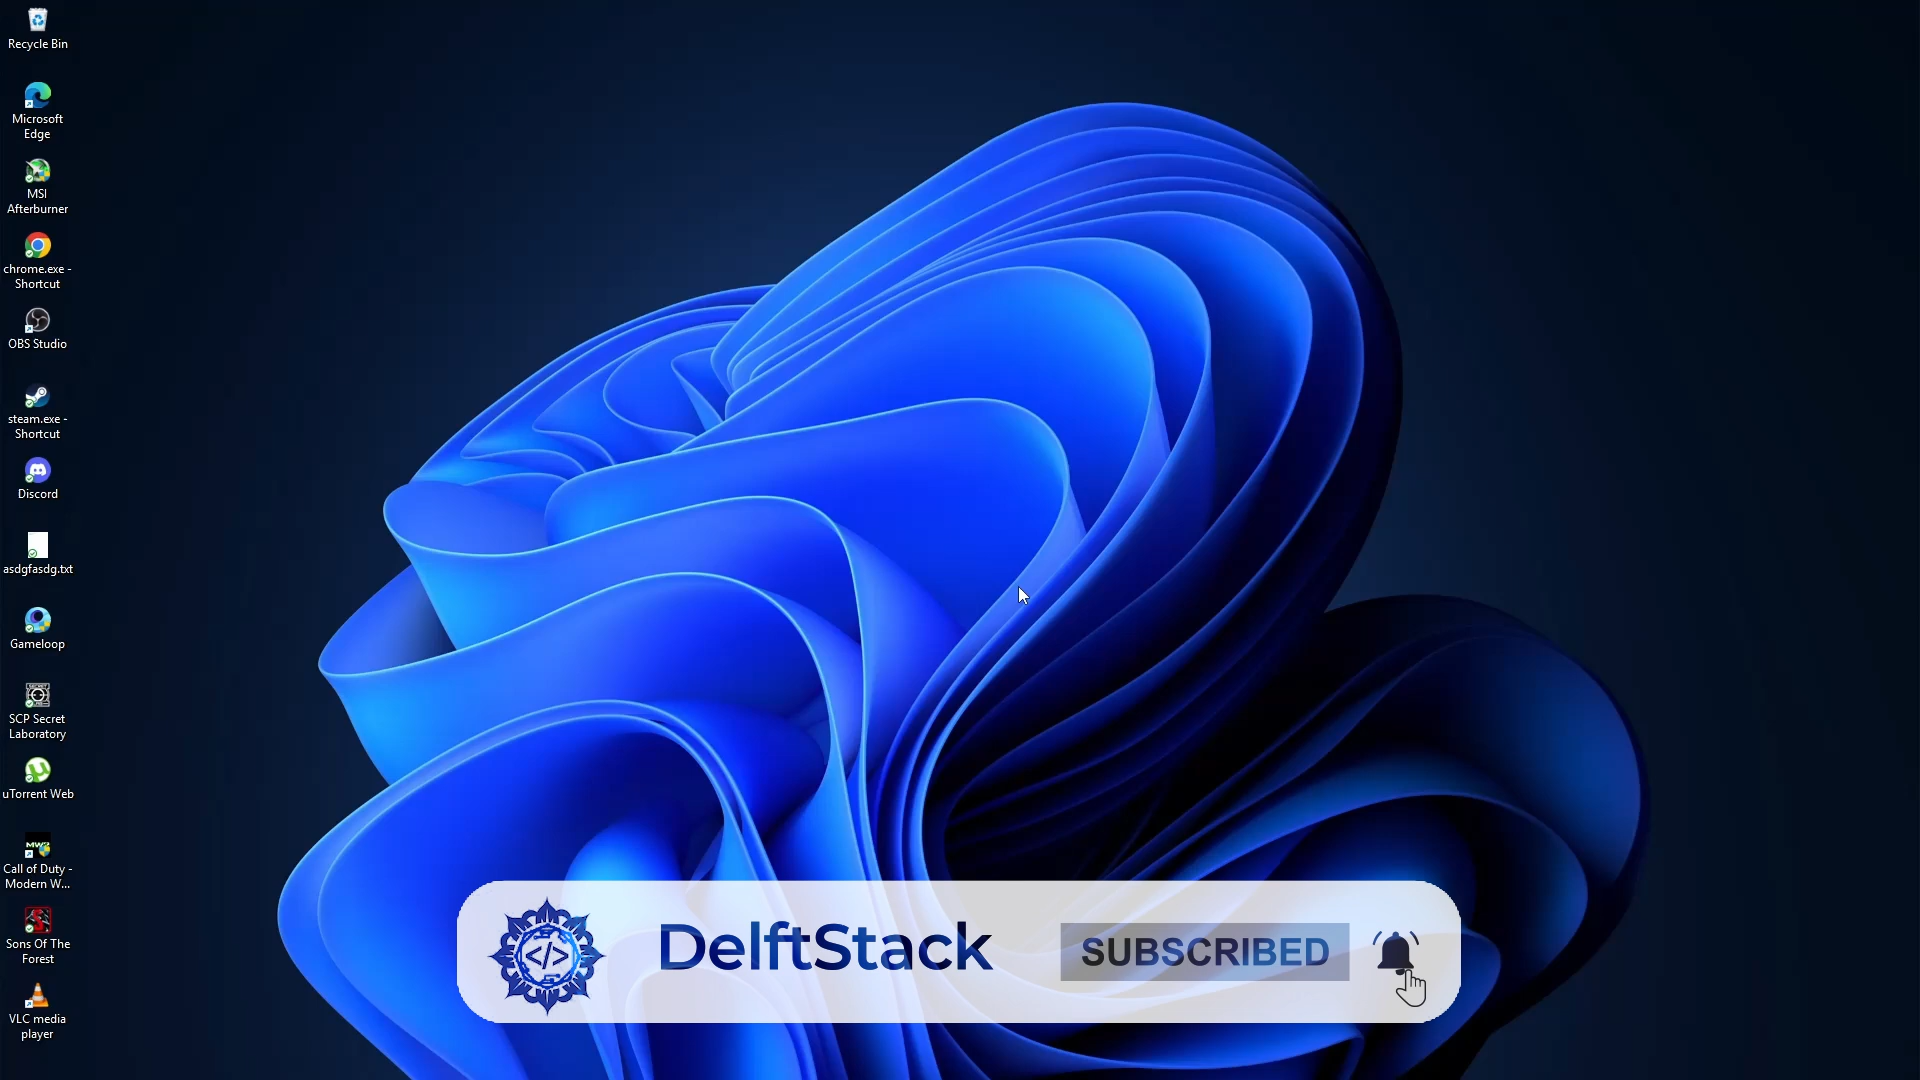 Recycle Bin
Microsoft
Edge
MSI
Afterburner
chrome.exe -
Shortcut
OBS Studio
steam.exe -
Shortcut
Discord
asdgfasdg.txt
Gameloop
SCP Secret
Laboratory
uTorrent Web
Call of Duty -
Modern W...
Sons Of The
Forest
VLC media
player
</> DelftStack SUBSCRIBED